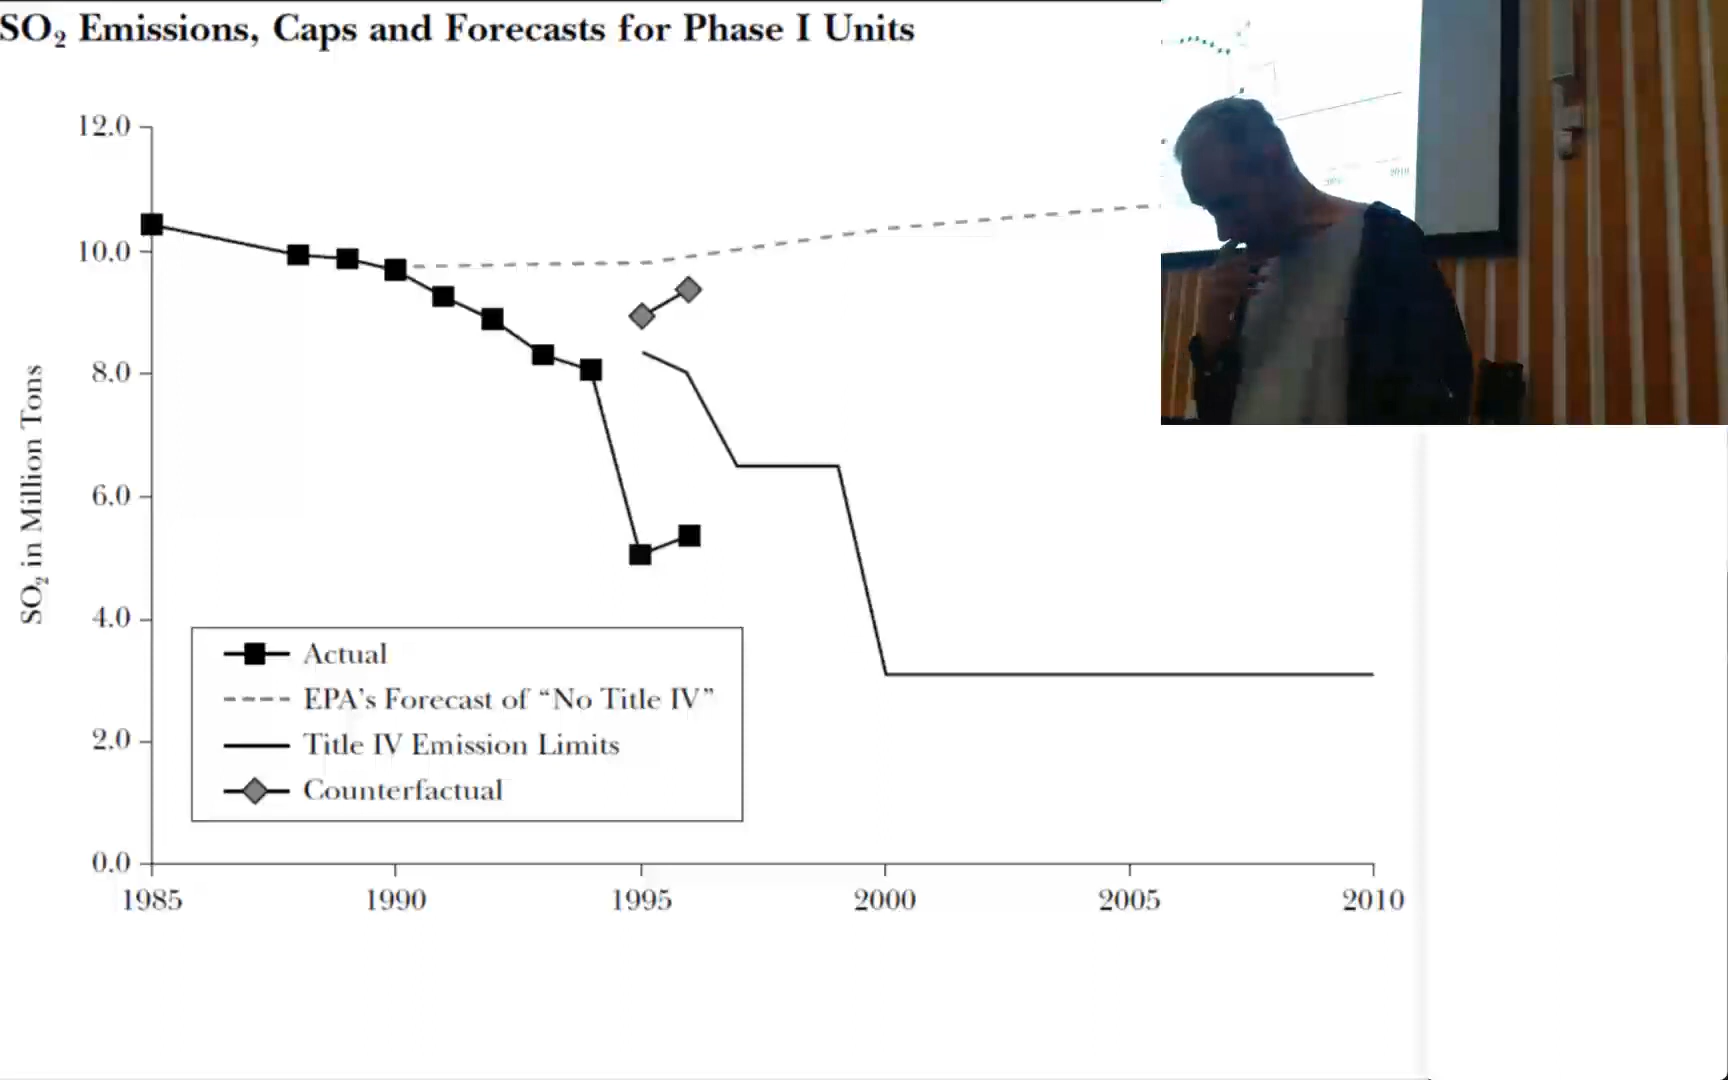 SO₂ Emissions, Caps and Forecasts for Phase I Units
12.0
10.0
8.0
6.0
4.0
2.0
0.0
SO₂ in Million Tons
Actual
EPA's Forecast of “No Title IV”
Title IV Emission Limits
Counterfactual
1985 1990 1995 2000 2005 2010
2010